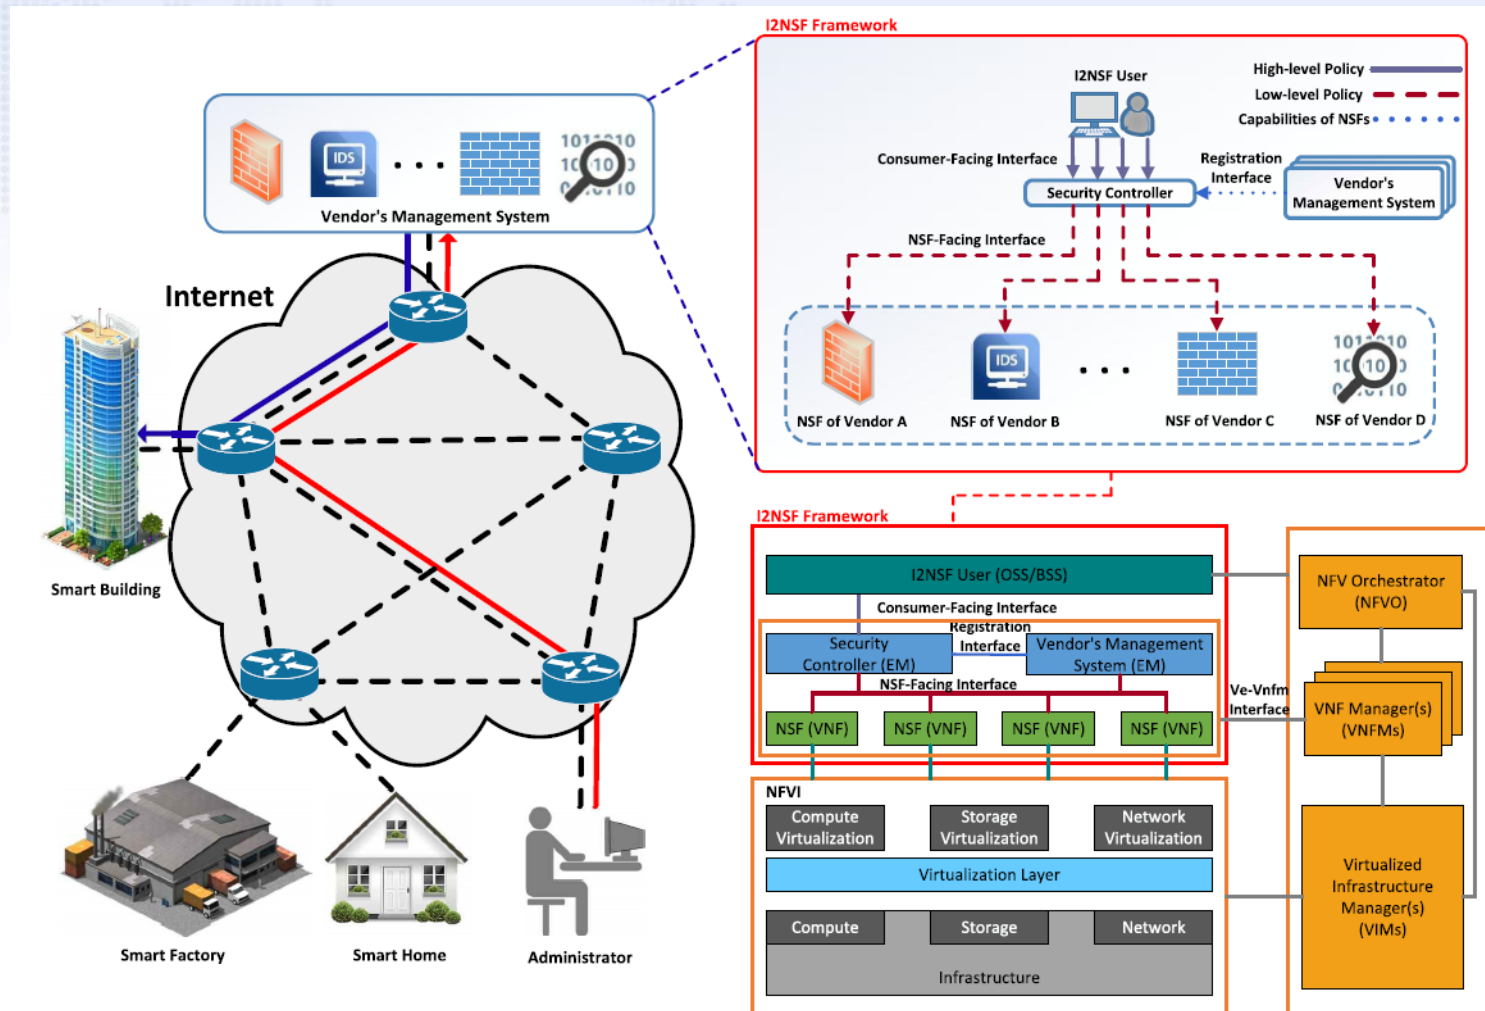 I2NSF Framework
I2NSF User
High-level Policy
Low-level Policy
Capabilities of NSFs
Consumer-Facing Interface
Registration
Interface
Security Controller
Vendor's
Management System
NSF-Facing Interface
IDS
NSF of Vendor A
NSF of Vendor B
NSF of Vendor C
NSF of Vendor D
IDS
Vendor's Management System
Internet
Smart Building
Smart Factory
Smart Home
Administrator
I2NSF Framework
I2NSF User (OSS/BSS)
Consumer-Facing Interface
Registration
Interface
Security
Controller (EM)
Vendor's Management
System (EM)
NSF-Facing Interface
NSF (VNF)
NSF (VNF)
NSF (VNF)
NSF (VNF)
Ve-Vnfm
Interface
NFV Orchestrator
(NFVO)
VNF Manager(s)
(VNFMs)
Virtualized
Infrastructure
Manager(s)
(VIMs)
NFVI
Compute
Virtualization
Storage
Virtualization
Network
Virtualization
Virtualization Layer
Compute
Storage
Network
Infrastructure